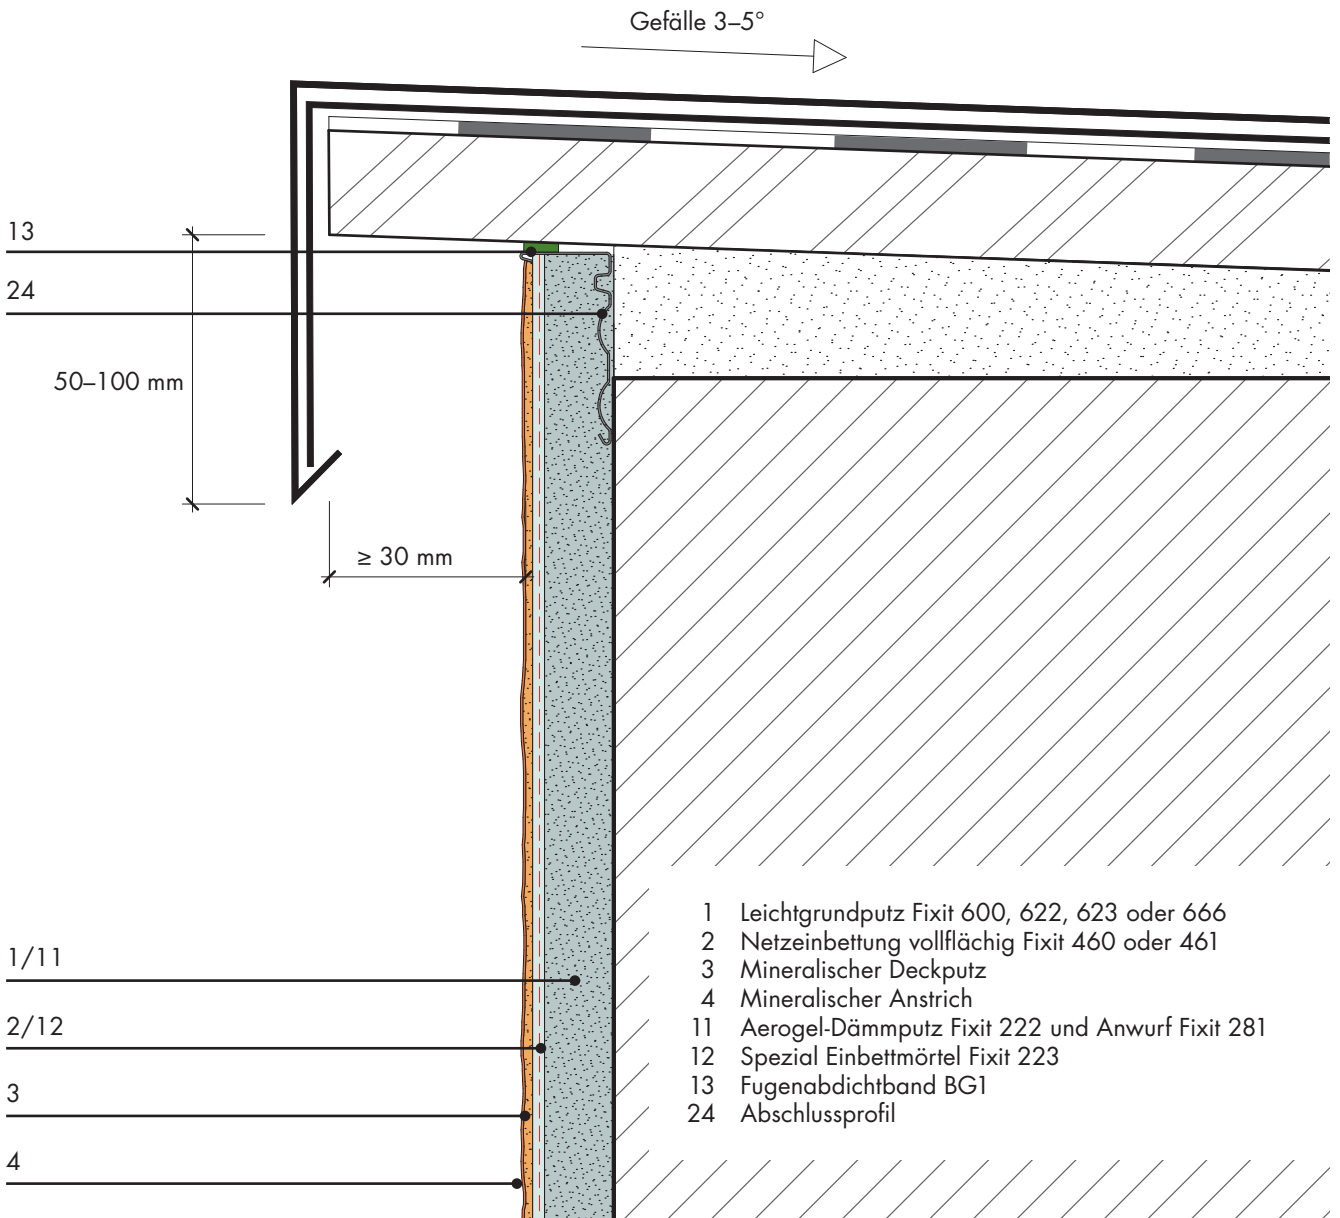 Gefälle 3–5°
13
24
50–100 mm
≥ 30 mm
1/11
2/12
3
4
1 Leichtgrundputz Fixit 600, 622, 623 oder 666
2 Netzeinbettung vollflächig Fixit 460 oder 461
3 Mineralischer Deckputz
4 Mineralischer Anstrich
11 Aerogel-Dämmputz Fixit 222 und Anwurf Fixit 281
12 Spezial Einbettmörtel Fixit 223
13 Fugenabdichtband BG1
24 Abschlussprofil